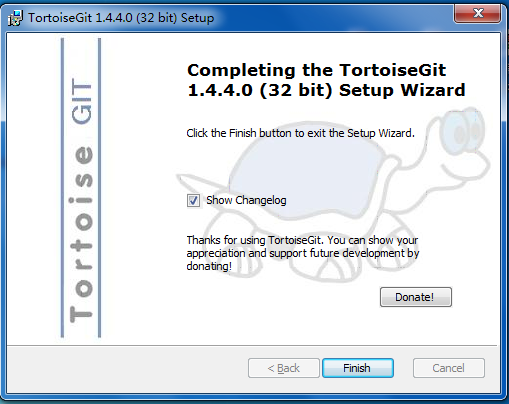 TortoiseGit 1.4.4.0 (32 bit) Setup
Tortoise GIT
Completing the TortoiseGit
1.4.4.0 (32 bit) Setup Wizard
Click the Finish button to exit the Setup Wizard.
Show Changelog
Thanks for using TortoiseGit. You can show your
appreciation and support future development by
donating!
Donate!
< Back
Finish
Cancel